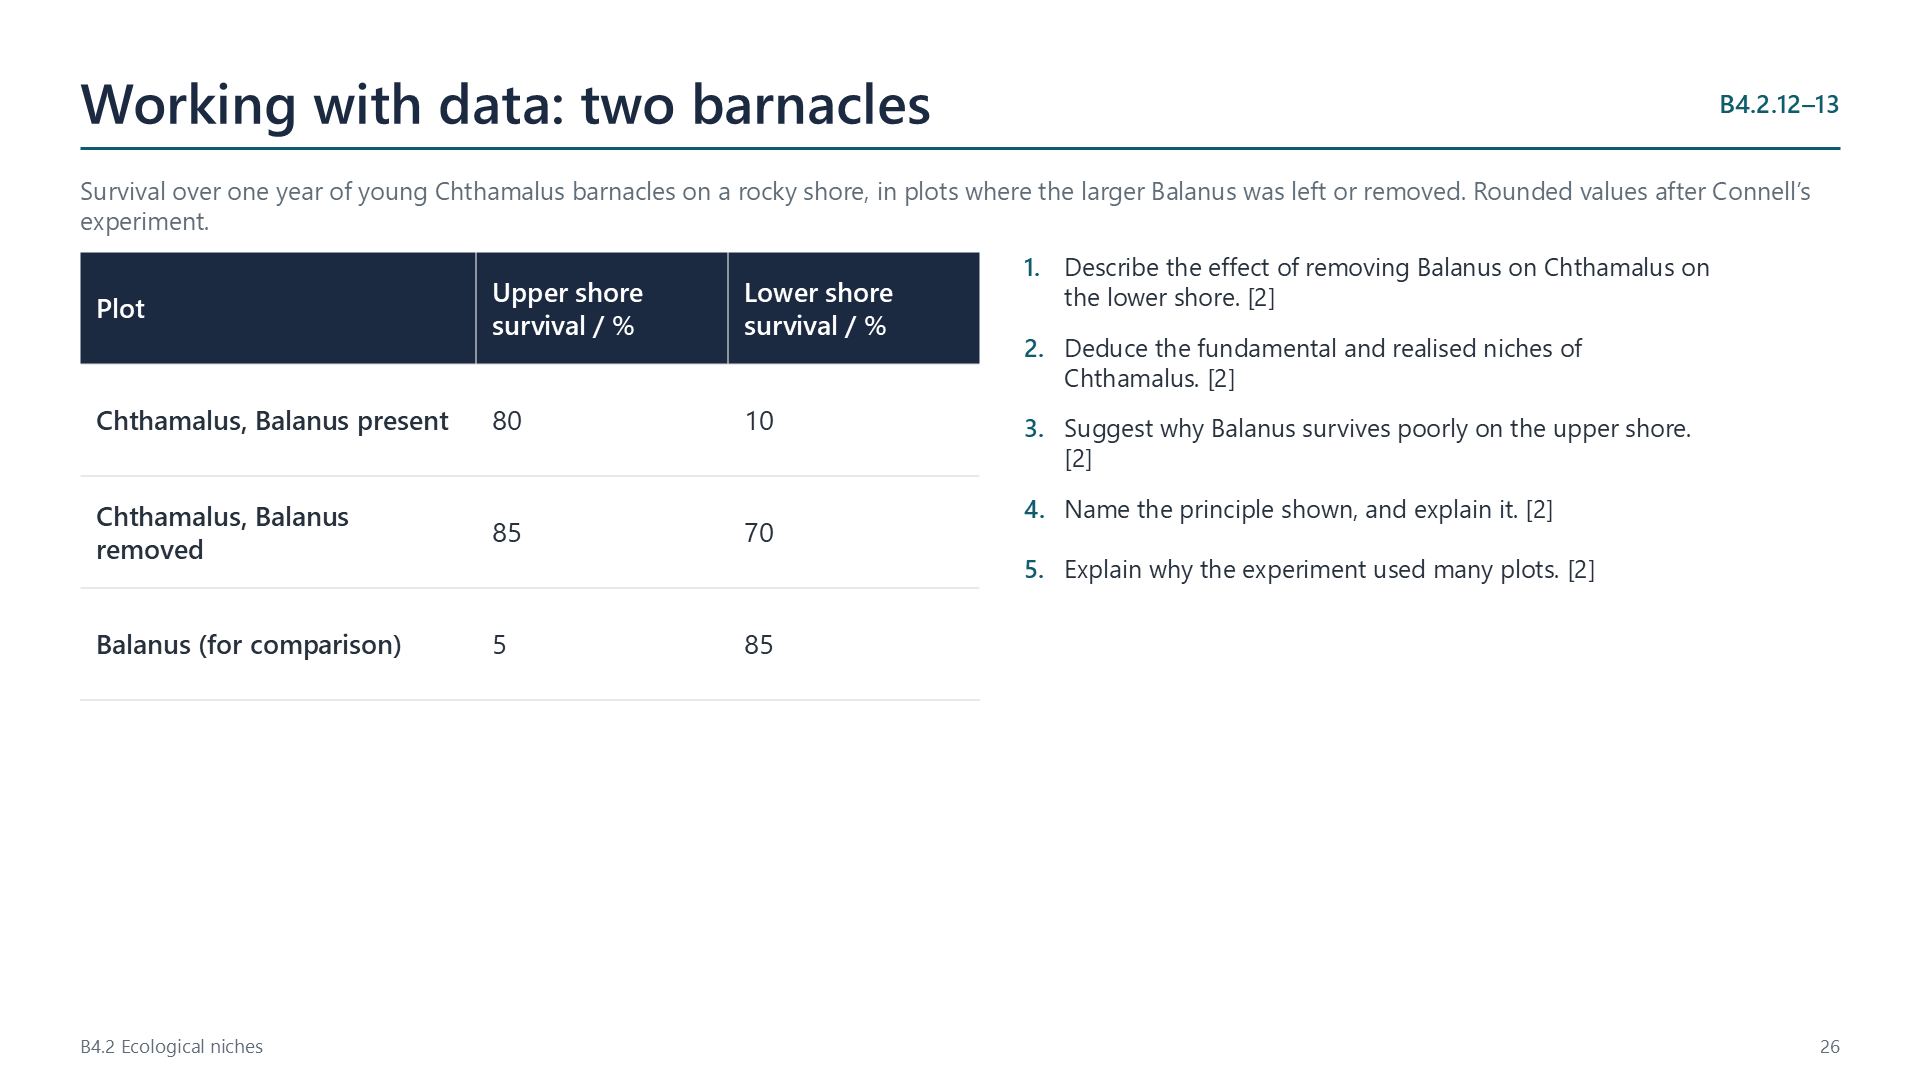 Working with data: two barnacles
B4.2.12–13
Survival over one year of young Chthamalus barnacles on a rocky shore, in plots where the larger Balanus was left or removed. Rounded values after Connell’s
experiment.
Plot
Upper shore
survival / %
Lower shore
survival / %
Chthamalus, Balanus present
80
10
Chthamalus, Balanus
removed
85
70
Balanus (for comparison)
5
85
1. Describe the effect of removing Balanus on Chthamalus on
the lower shore. [2]
2. Deduce the fundamental and realised niches of
Chthamalus. [2]
3. Suggest why Balanus survives poorly on the upper shore.
[2]
4. Name the principle shown, and explain it. [2]
5. Explain why the experiment used many plots. [2]
B4.2 Ecological niches
26